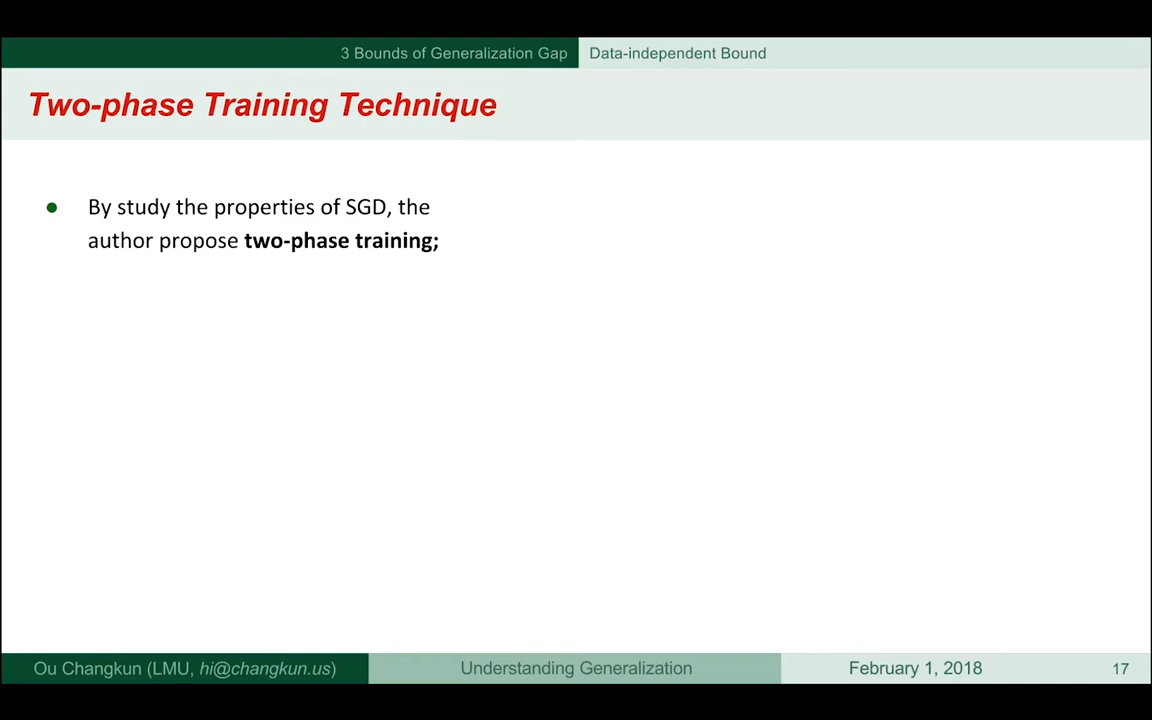 3 Bounds of Generalization Gap Data-independent Bound
Two-phase Training Technique
● By study the properties of SGD, the
author propose two-phase training;
Ou Changkun (LMU, hi@changkun.us) Understanding Generalization February 1, 2018 17